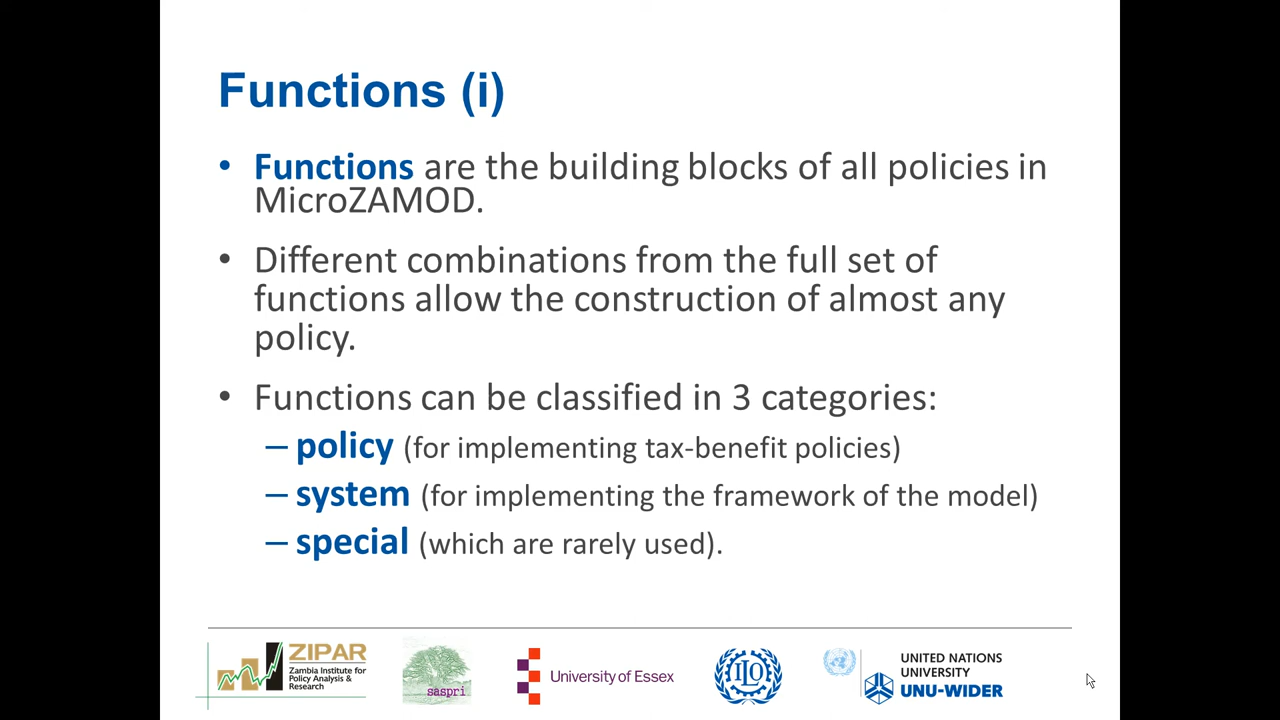 Functions (i)
• Functions are the building blocks of all policies in
MicroZAMOD.
• Different combinations from the full set of
functions allow the construction of almost any
policy.
• Functions can be classified in 3 categories:
– policy (for implementing tax-benefit policies)
– system (for implementing the framework of the model)
– special (which are rarely used).
ZIPAR
Zambia Institute for
Policy Analysis &
Research
saspri
University of Essex
ILO
UNITED NATIONS
UNIVERSITY
UNU-WIDER